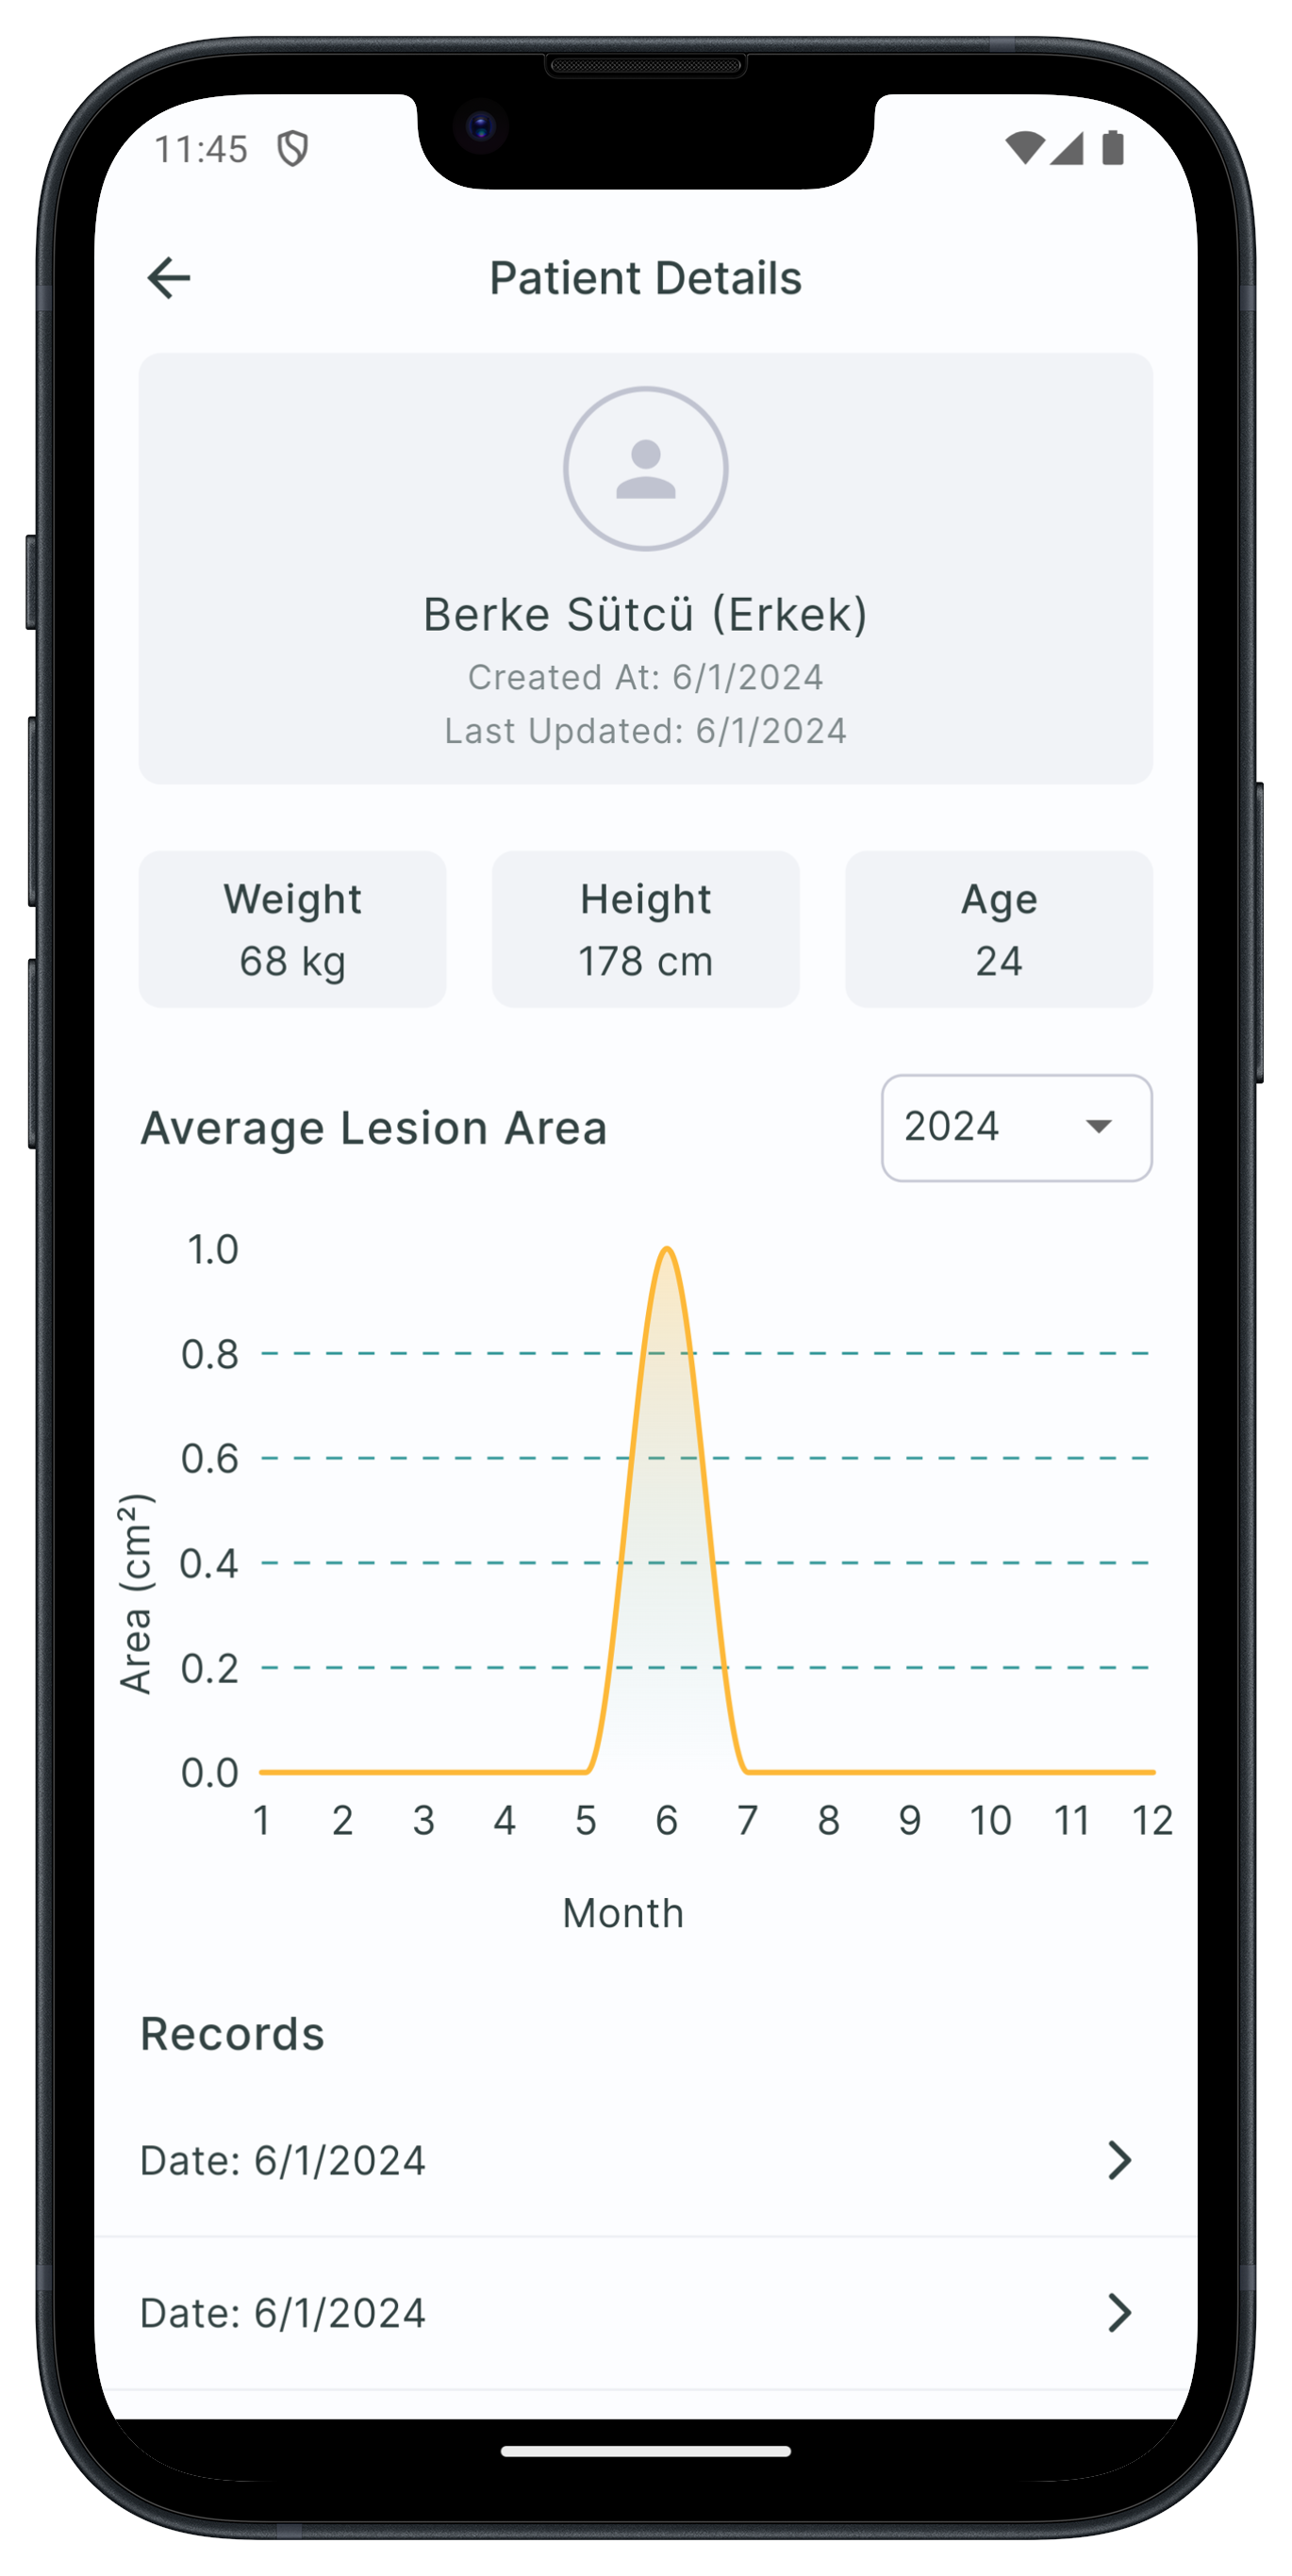 11:45
Patient Details
Berke Sütcü (Erkek)
Created At: 6/1/2024
Last Updated: 6/1/2024
Weight
68 kg
Height
178 cm
Age
24
Average Lesion Area
2024
1.0
0.8
0.6
0.4
0.2
0.0
Area (cm²)
1 2 3 4 5 6 7 8 9 10 11 12
Month
Records
Date: 6/1/2024
Date: 6/1/2024